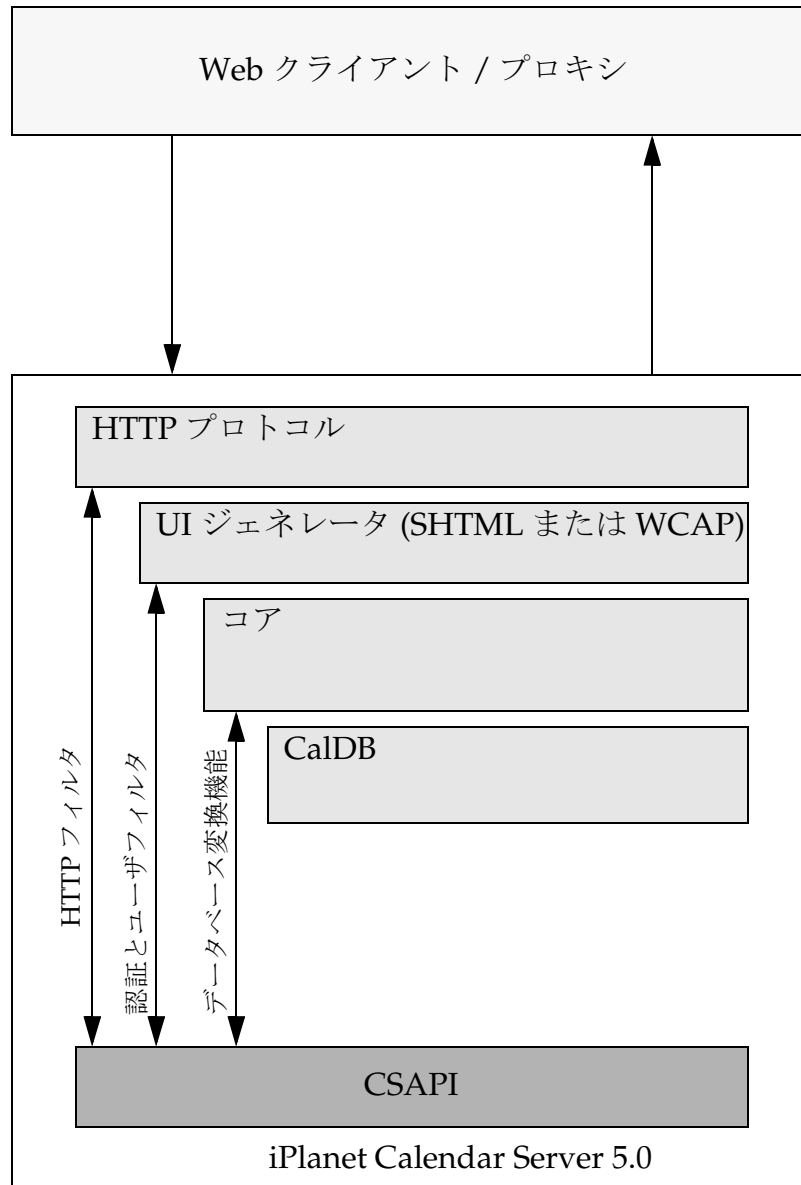 Web クライアント / プロキシ
HTTP プロトコル
UI ジェネレータ (SHTML または WCAP)
コア
CalDB
HTTP フィルタ
認証とユーザフィルタ
データベース変換機能
CSAPI
iPlanet Calendar Server 5.0